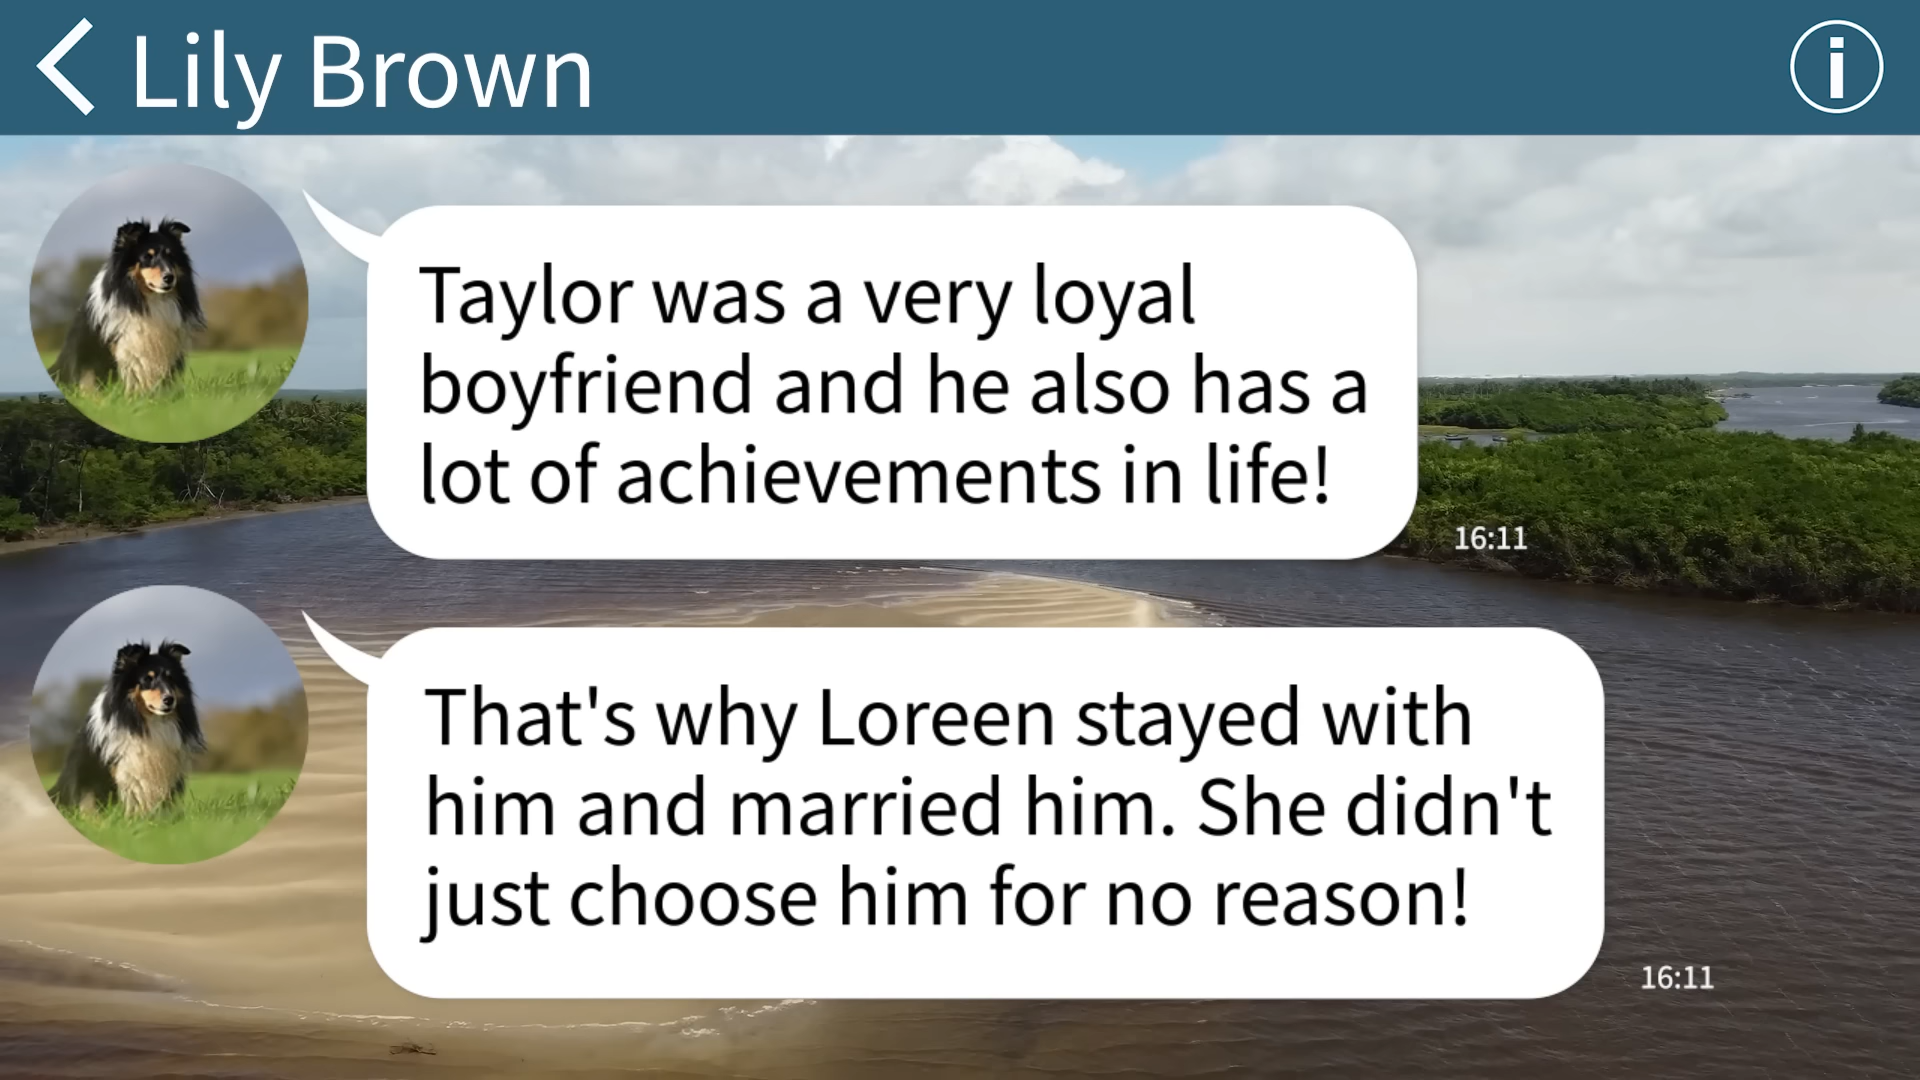 Lily Brown
Taylor was a very loyal
boyfriend and he also has a
lot of achievements in life!
16:11
That's why Loreen stayed with
him and married him. She didn't
just choose him for no reason!
16:11